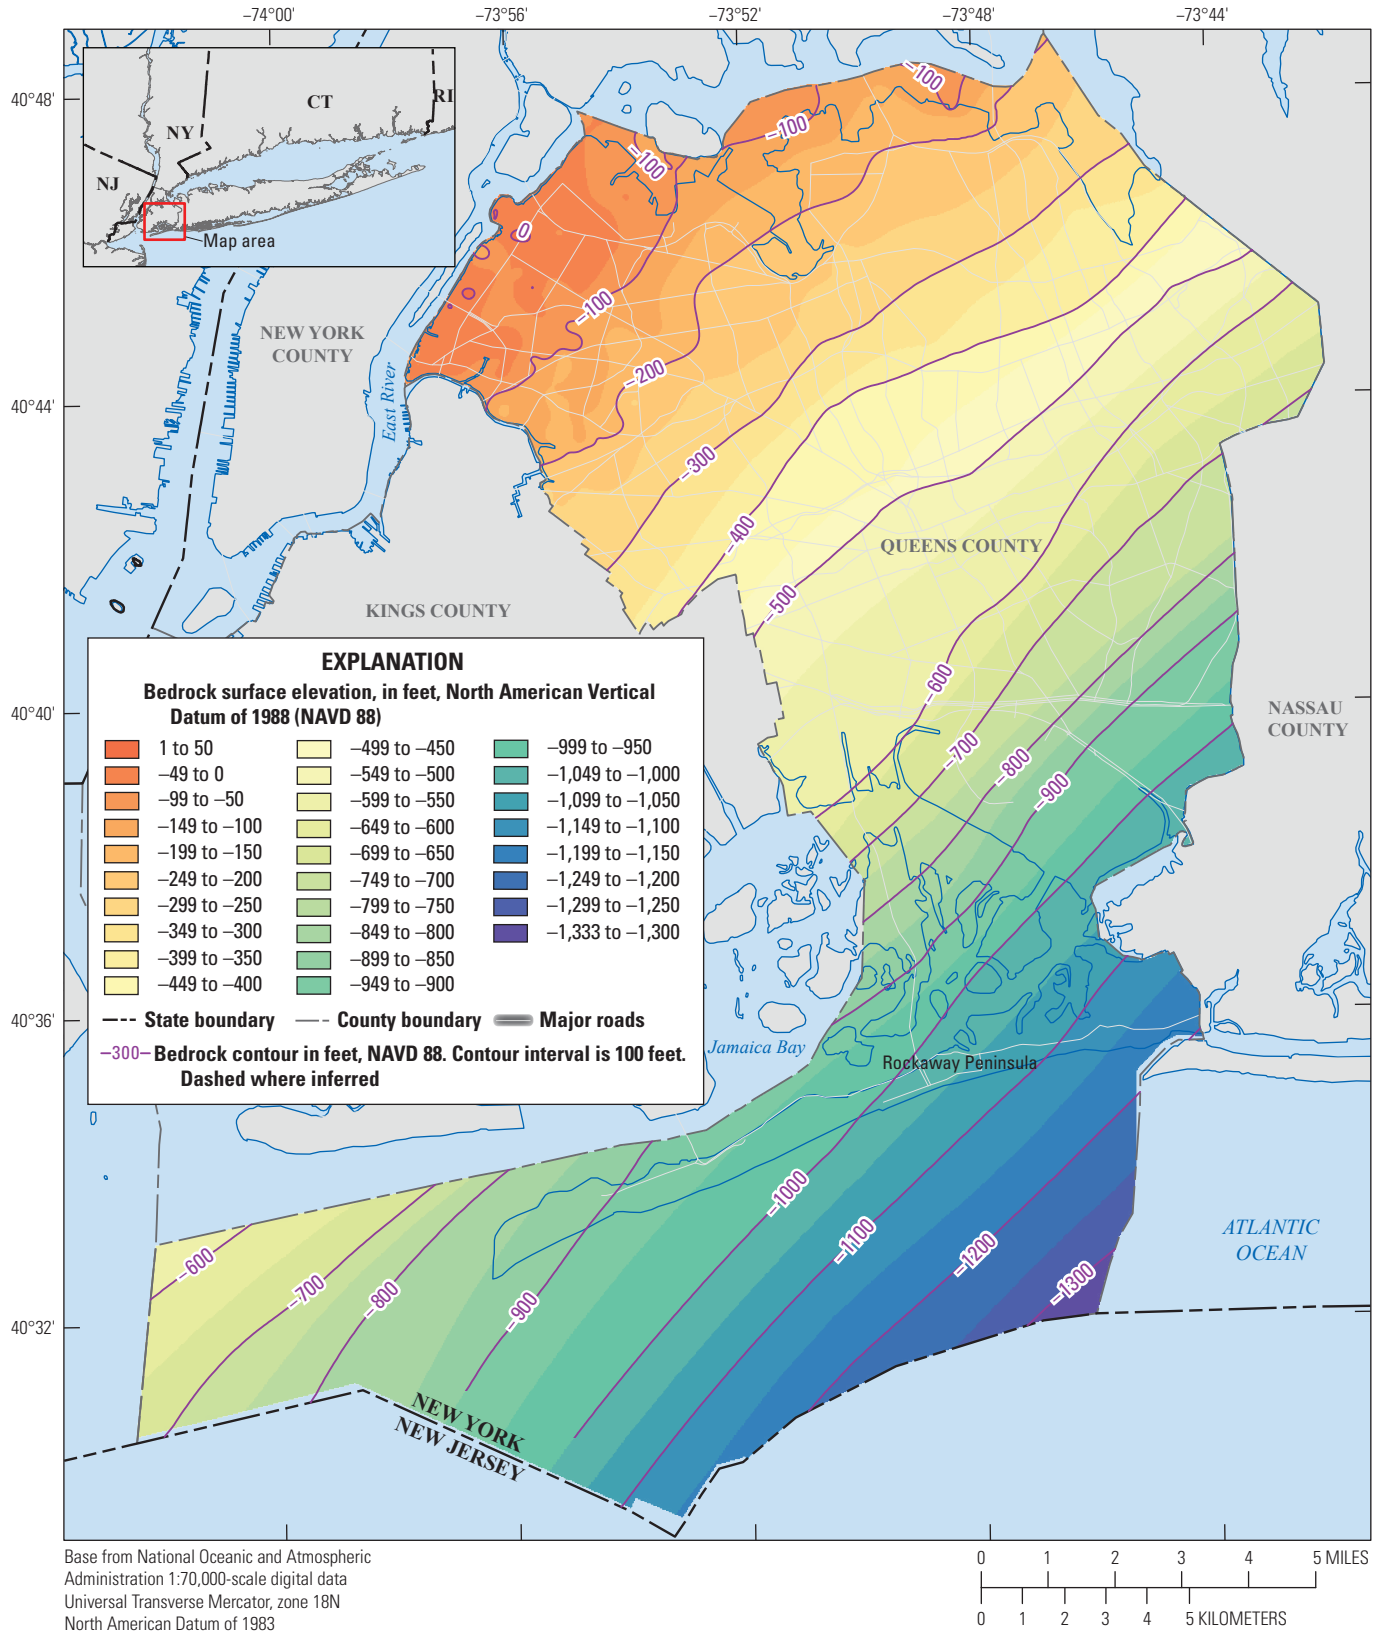 −74°00'
−73°56'
−73°52'
−73°48'
−73°44'
40°48'
40°44'
40°40'
40°36'
40°32'
CT
RI
NY
NJ
Map area
NEW YORK
COUNTY
East River
KINGS COUNTY
QUEENS COUNTY
NASSAU
COUNTY
−100
−100
−100
0
−100
−200
−300
−400
−500
−600
−700
−800
−900
EXPLANATION
Bedrock surface elevation, in feet, North American Vertical
Datum of 1988 (NAVD 88)
1 to 50
−49 to 0
−99 to −50
−149 to −100
−199 to −150
−249 to −200
−299 to −250
−349 to −300
−399 to −350
−449 to −400
−499 to −450
−549 to −500
−599 to −550
−649 to −600
−699 to −650
−749 to −700
−799 to −750
−849 to −800
−899 to −850
−949 to −900
−999 to −950
−1,049 to −1,000
−1,099 to −1,050
−1,149 to −1,100
−1,199 to −1,150
−1,249 to −1,200
−1,299 to −1,250
−1,333 to −1,300
State boundary
County boundary
Major roads
−300− Bedrock contour in feet, NAVD 88. Contour interval is 100 feet.
Dashed where inferred
Jamaica Bay
Rockaway Peninsula
ATLANTIC
OCEAN
−600
−700
−800
−900
−1000
−1100
−1200
−1300
NEW YORK
NEW JERSEY
Base from National Oceanic and Atmospheric
Administration 1:70,000-scale digital data
Universal Transverse Mercator, zone 18N
North American Datum of 1983
0 1 2 3 4 5 MILES
0 1 2 3 4 5 KILOMETERS